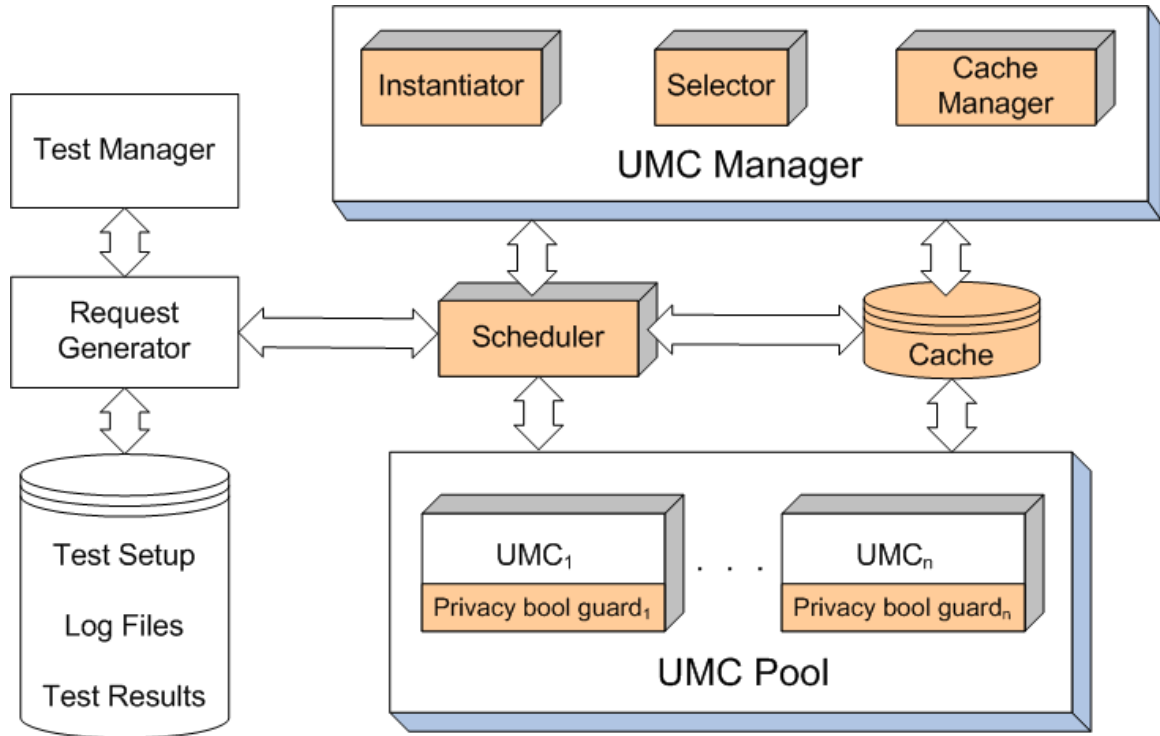 Instantiator
Selector
Cache
Manager
UMC Manager
Test Manager
Request
Generator
Scheduler
Cache
Test Setup
Log Files
Test Results
UMC₁
. . .
UMCₙ
Privacy bool guard₁
Privacy bool guardₙ
UMC Pool